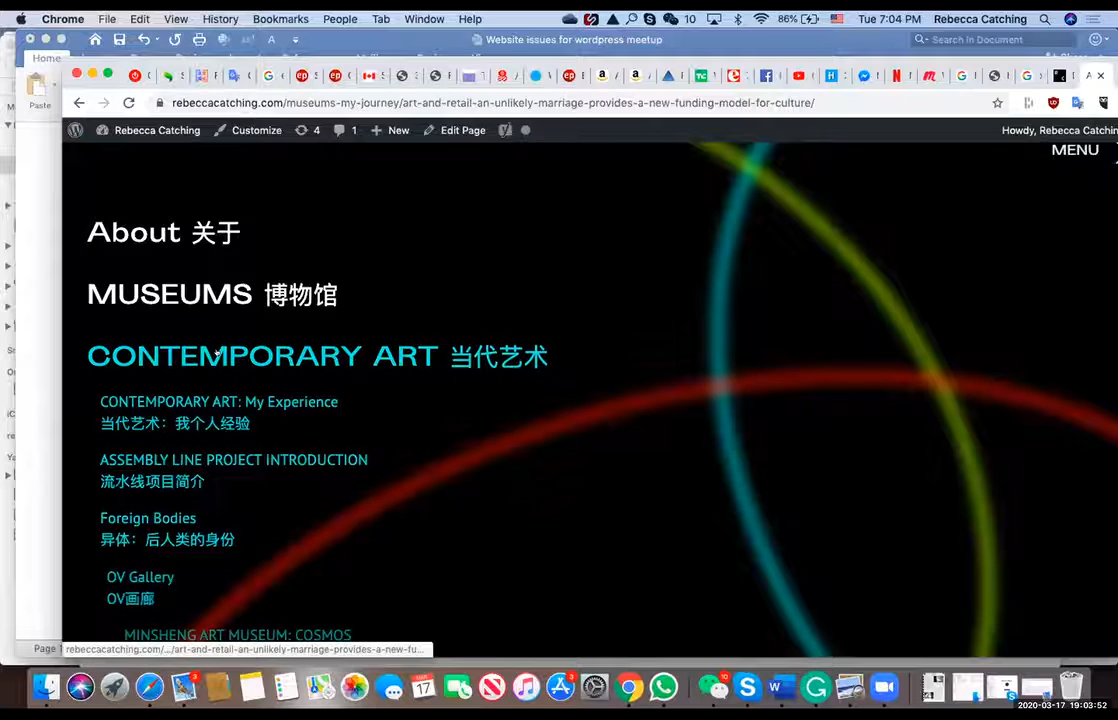 Chrome File Edit View History Bookmarks People Tab Window Help 10 86% Tue 7:04 PM Rebecca Catching
Website issues for wordpress meetup Search in Document
Home
Paste
rebeccacatching.com/museums-my-journey/art-and-retail-an-unlikely-marriage-provides-a-new-funding-model-for-culture/
Rebecca Catching Customize 4 1 New Edit Page Howdy, Rebecca Catchin
MENU
About 关于
MUSEUMS 博物馆
CONTEMPORARY ART 当代艺术
CONTEMPORARY ART: My Experience
当代艺术：我个人经验
ASSEMBLY LINE PROJECT INTRODUCTION
流水线项目简介
Foreign Bodies
异体：后人类的身份
OV Gallery
OV画廊
MINSHENG ART MUSEUM: COSMOS
Page
rebeccacatching.com/.../art-and-retail-an-unlikely-marriage-provides-a-new-fu...
2020-03-17 19:03:52